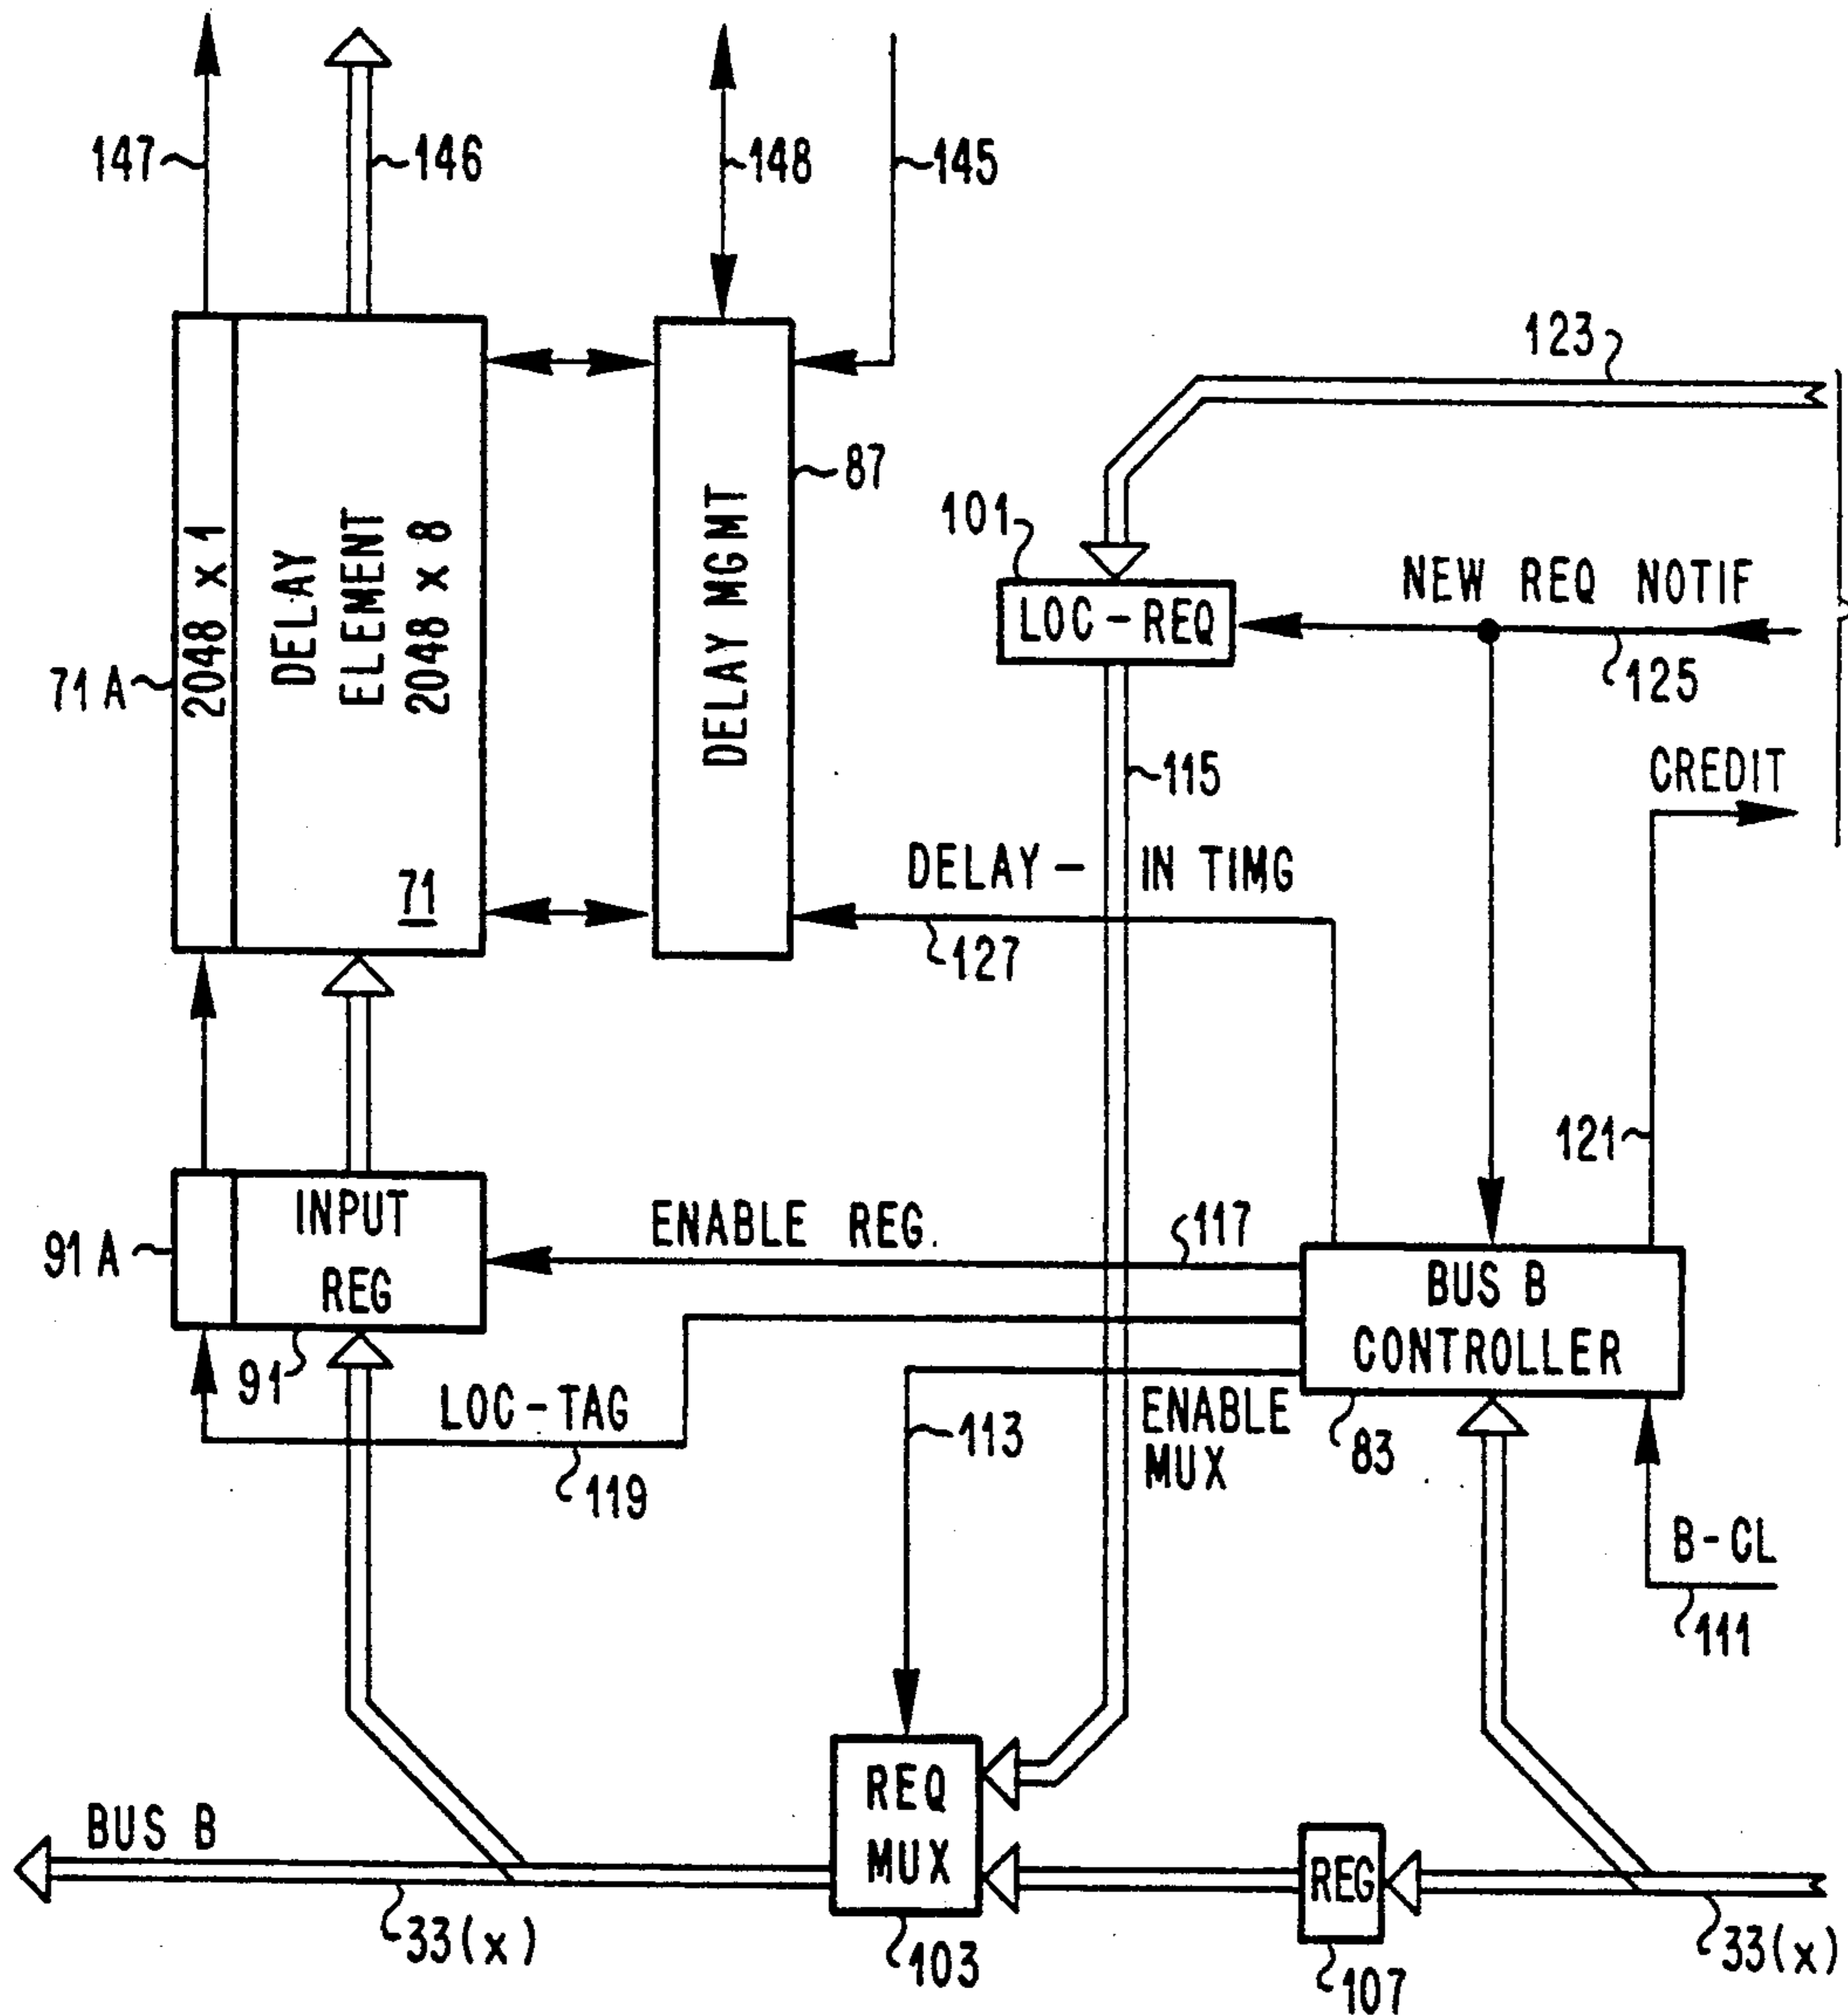 147
146
148
145
123
71A
2048 x 1
DELAY
ELEMENT
2048 x 8
71
DELAY MGMT
87
101
LOC-REQ
NEW REQ NOTIF
125
115
CREDIT
DELAY- IN TIMG
127
121
91A
INPUT
REG
91
ENABLE REG.
117
BUS B
CONTROLLER
83
LOC-TAG
119
113
ENABLE
MUX
B-CL
111
BUS B
33(x)
REQ
MUX
103
REG
107
33(x)